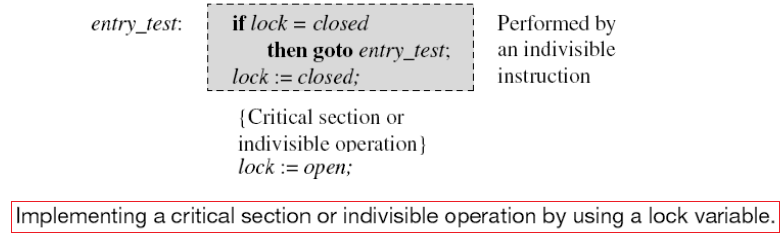 entry_test: if lock = closed Performed by
then goto entry_test; an indivisible
lock := closed; instruction
{Critical section or
indivisible operation}
lock := open;
Implementing a critical section or indivisible operation by using a lock variable.